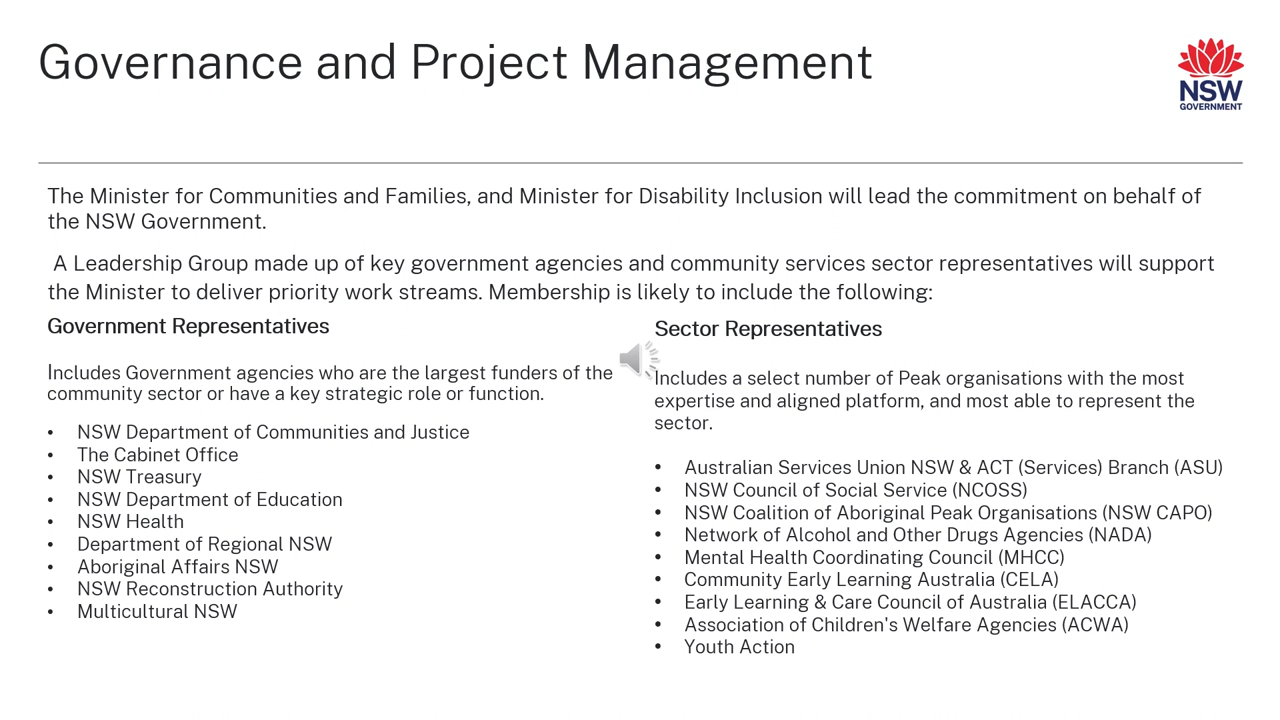 Governance and Project Management
NSW
GOVERNMENT
The Minister for Communities and Families, and Minister for Disability Inclusion will lead the commitment on behalf of
the NSW Government.
A Leadership Group made up of key government agencies and community services sector representatives will support
the Minister to deliver priority work streams. Membership is likely to include the following:
Government Representatives
Includes Government agencies who are the largest funders of the
community sector or have a key strategic role or function.
• NSW Department of Communities and Justice
• The Cabinet Office
• NSW Treasury
• NSW Department of Education
• NSW Health
• Department of Regional NSW
• Aboriginal Affairs NSW
• NSW Reconstruction Authority
• Multicultural NSW
Sector Representatives
Includes a select number of Peak organisations with the most
expertise and aligned platform, and most able to represent the
sector.
• Australian Services Union NSW & ACT (Services) Branch (ASU)
• NSW Council of Social Service (NCOSS)
• NSW Coalition of Aboriginal Peak Organisations (NSW CAPO)
• Network of Alcohol and Other Drugs Agencies (NADA)
• Mental Health Coordinating Council (MHCC)
• Community Early Learning Australia (CELA)
• Early Learning & Care Council of Australia (ELACCA)
• Association of Children's Welfare Agencies (ACWA)
• Youth Action